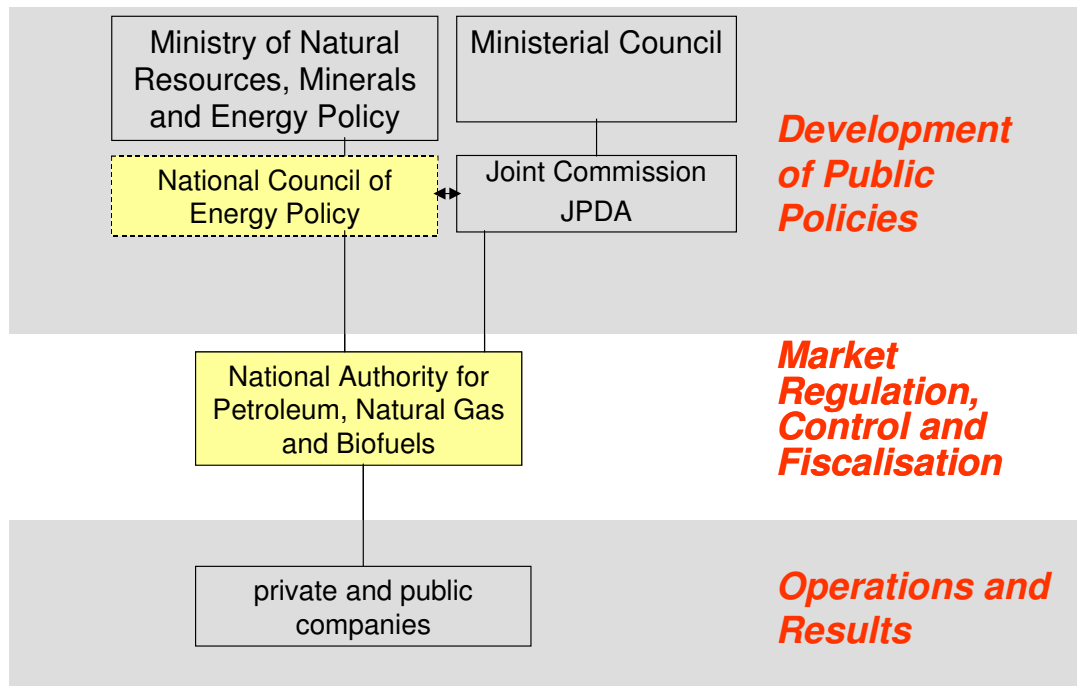 Ministry of Natural
Resources, Minerals
and Energy Policy
Ministerial Council
National Council of
Energy Policy
Joint Commission
JPDA
Development
of Public
Policies
National Authority for
Petroleum, Natural Gas
and Biofuels
Market
Regulation,
Control and
Fiscalisation
private and public
companies
Operations and
Results